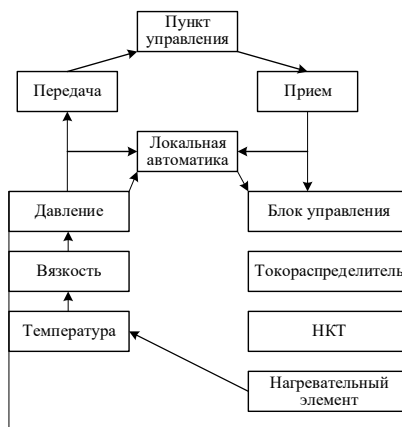 Пункт
управления
Передача
Прием
Локальная
автоматика
Давление
Блок управления
Вязкость
Токораспределитель
Температура
НКТ
Нагревательный
элемент